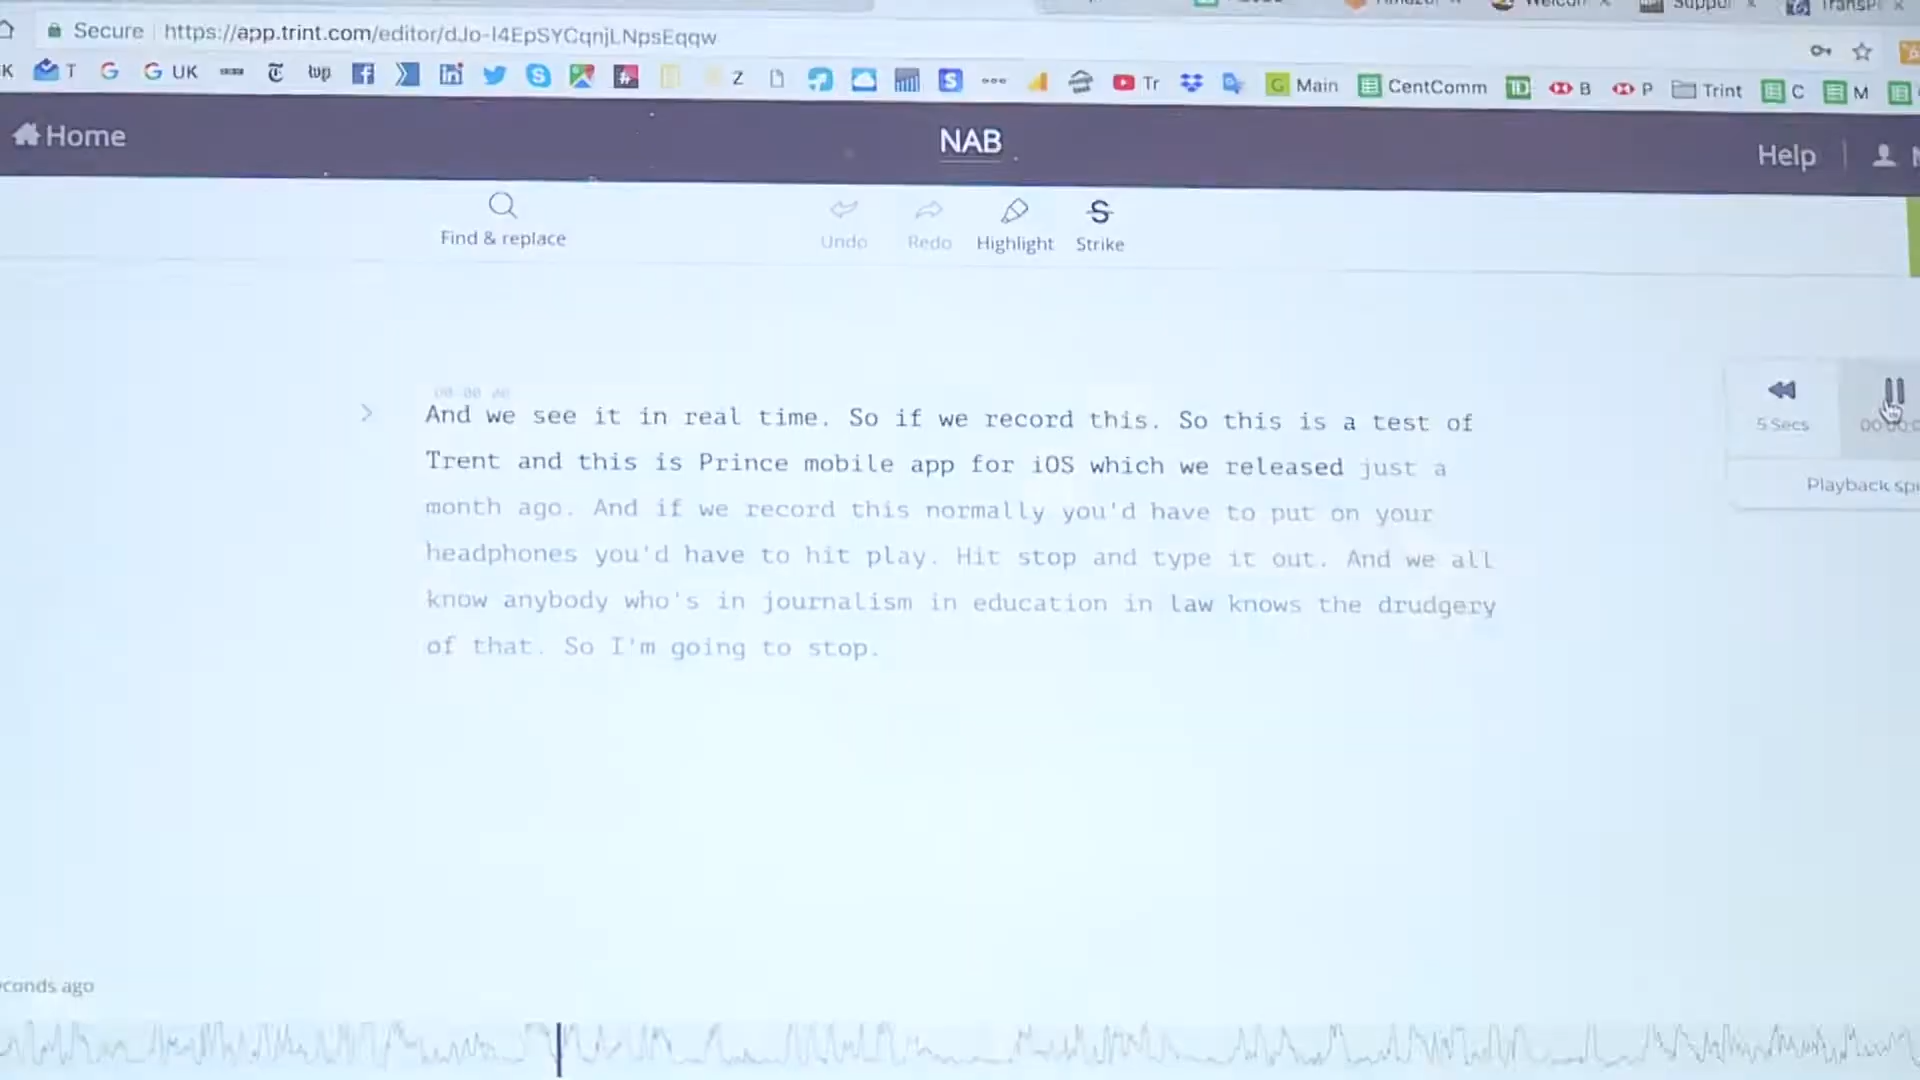 Secure https://app.trint.com/editor/dJo-I4EpSYCqnjLNpsEqqw
K T G G UK wp Z Tr Main CentComm B P Trint C M
Home NAB Help
Find & replace Undo Redo Highlight Strike
And we see it in real time. So if we record this. So this is a test of
Trent and this is Prince mobile app for iOS which we released just a
month ago. And if we record this normally you'd have to put on your
headphones you'd have to hit play. Hit stop and type it out. And we all
know anybody who's in journalism in education in law knows the drudgery
of that. So I'm going to stop.
5 Secs
Playback
conds ago